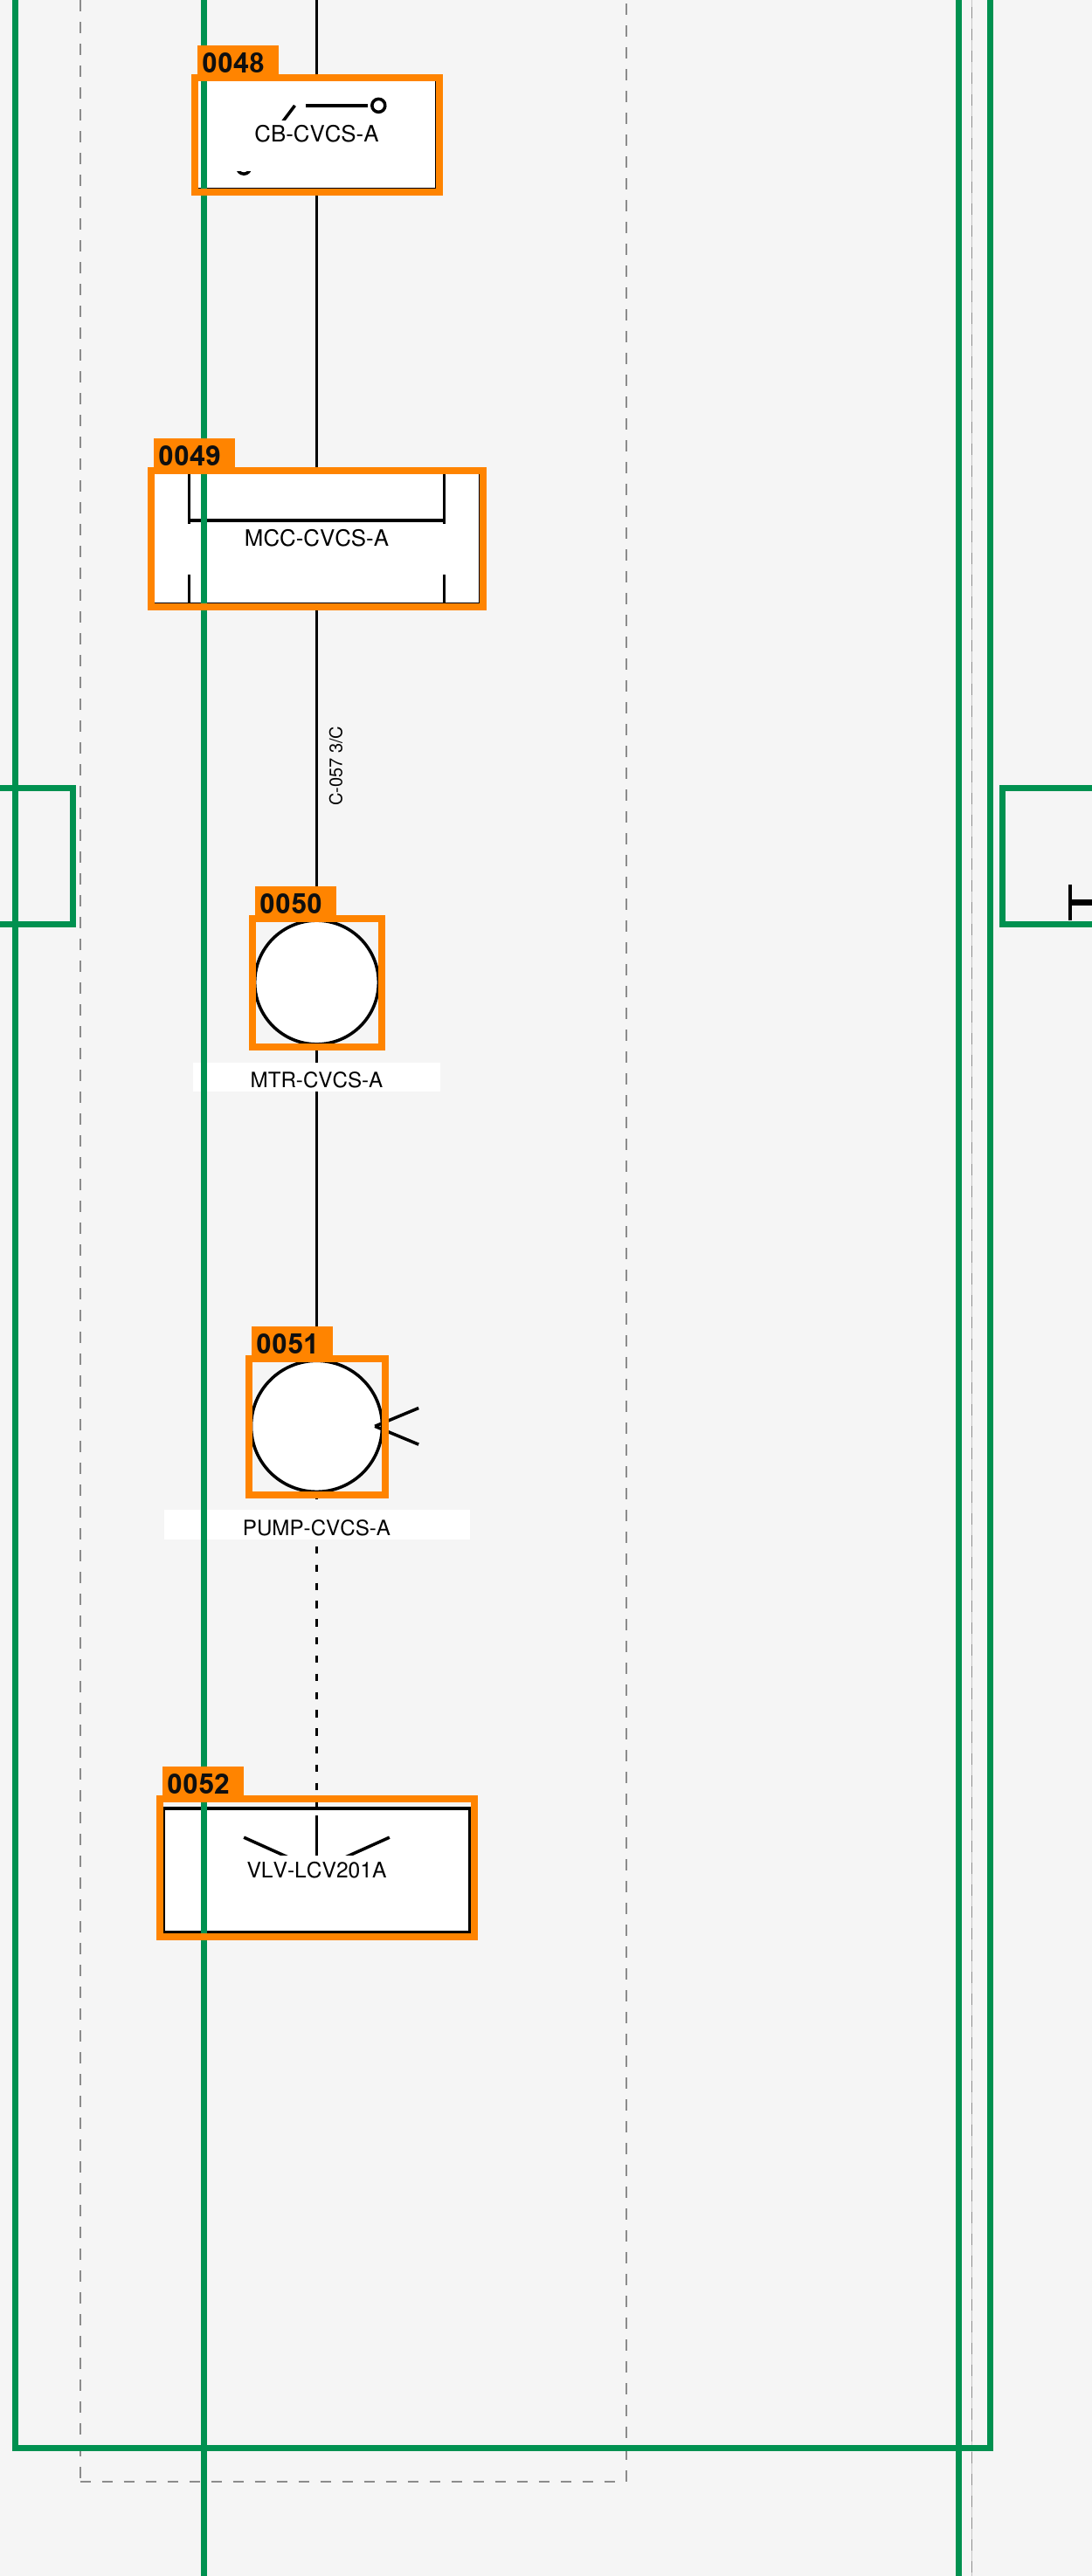 0048
CB-CVCS-A
0049
MCC-CVCS-A
C-057 3/C
0050
MTR-CVCS-A
0051
PUMP-CVCS-A
0052
VLV-LCV201A